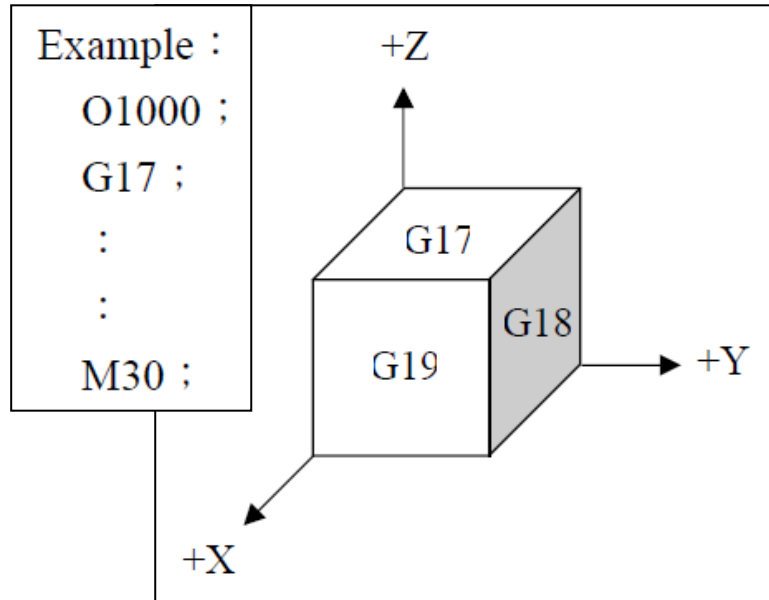 Example：
O1000；
G17；
：
：
M30；
+Z
G17
G18
G19
+Y
+X